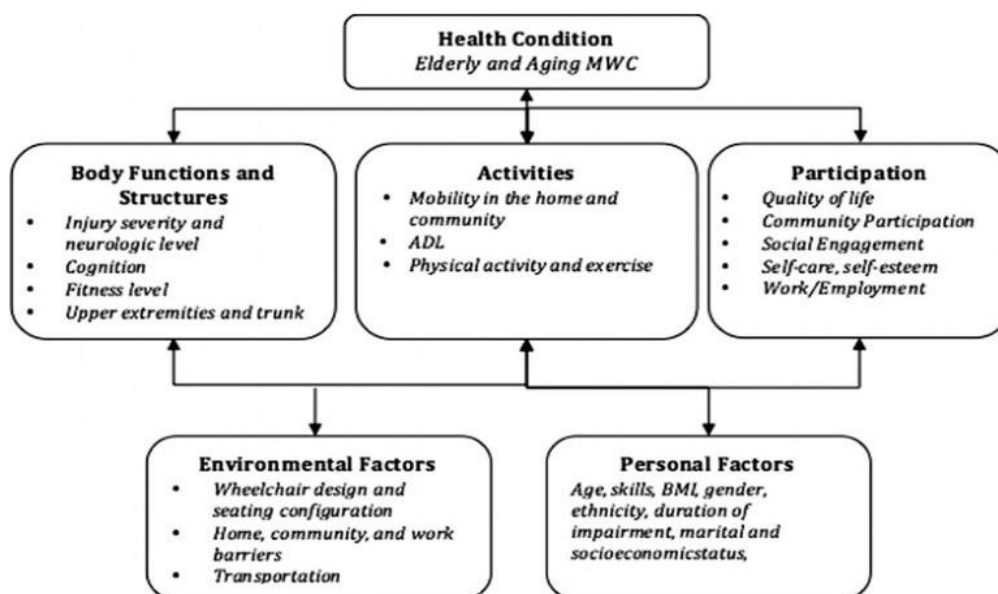 Health Condition
Elderly and Aging MWC
Body Functions and
Structures
• Injury severity and
neurologic level
• Cognition
• Fitness level
• Upper extremities and trunk
Activities
• Mobility in the home and
community
• ADL
• Physical activity and exercise
Participation
• Quality of life
• Community Participation
• Social Engagement
• Self-care, self-esteem
• Work/Employment
Environmental Factors
• Wheelchair design and
seating configuration
• Home, community, and work
barriers
• Transportation
Personal Factors
Age, skills, BMI, gender,
ethnicity, duration of
impairment, marital and
socioeconomicstatus,